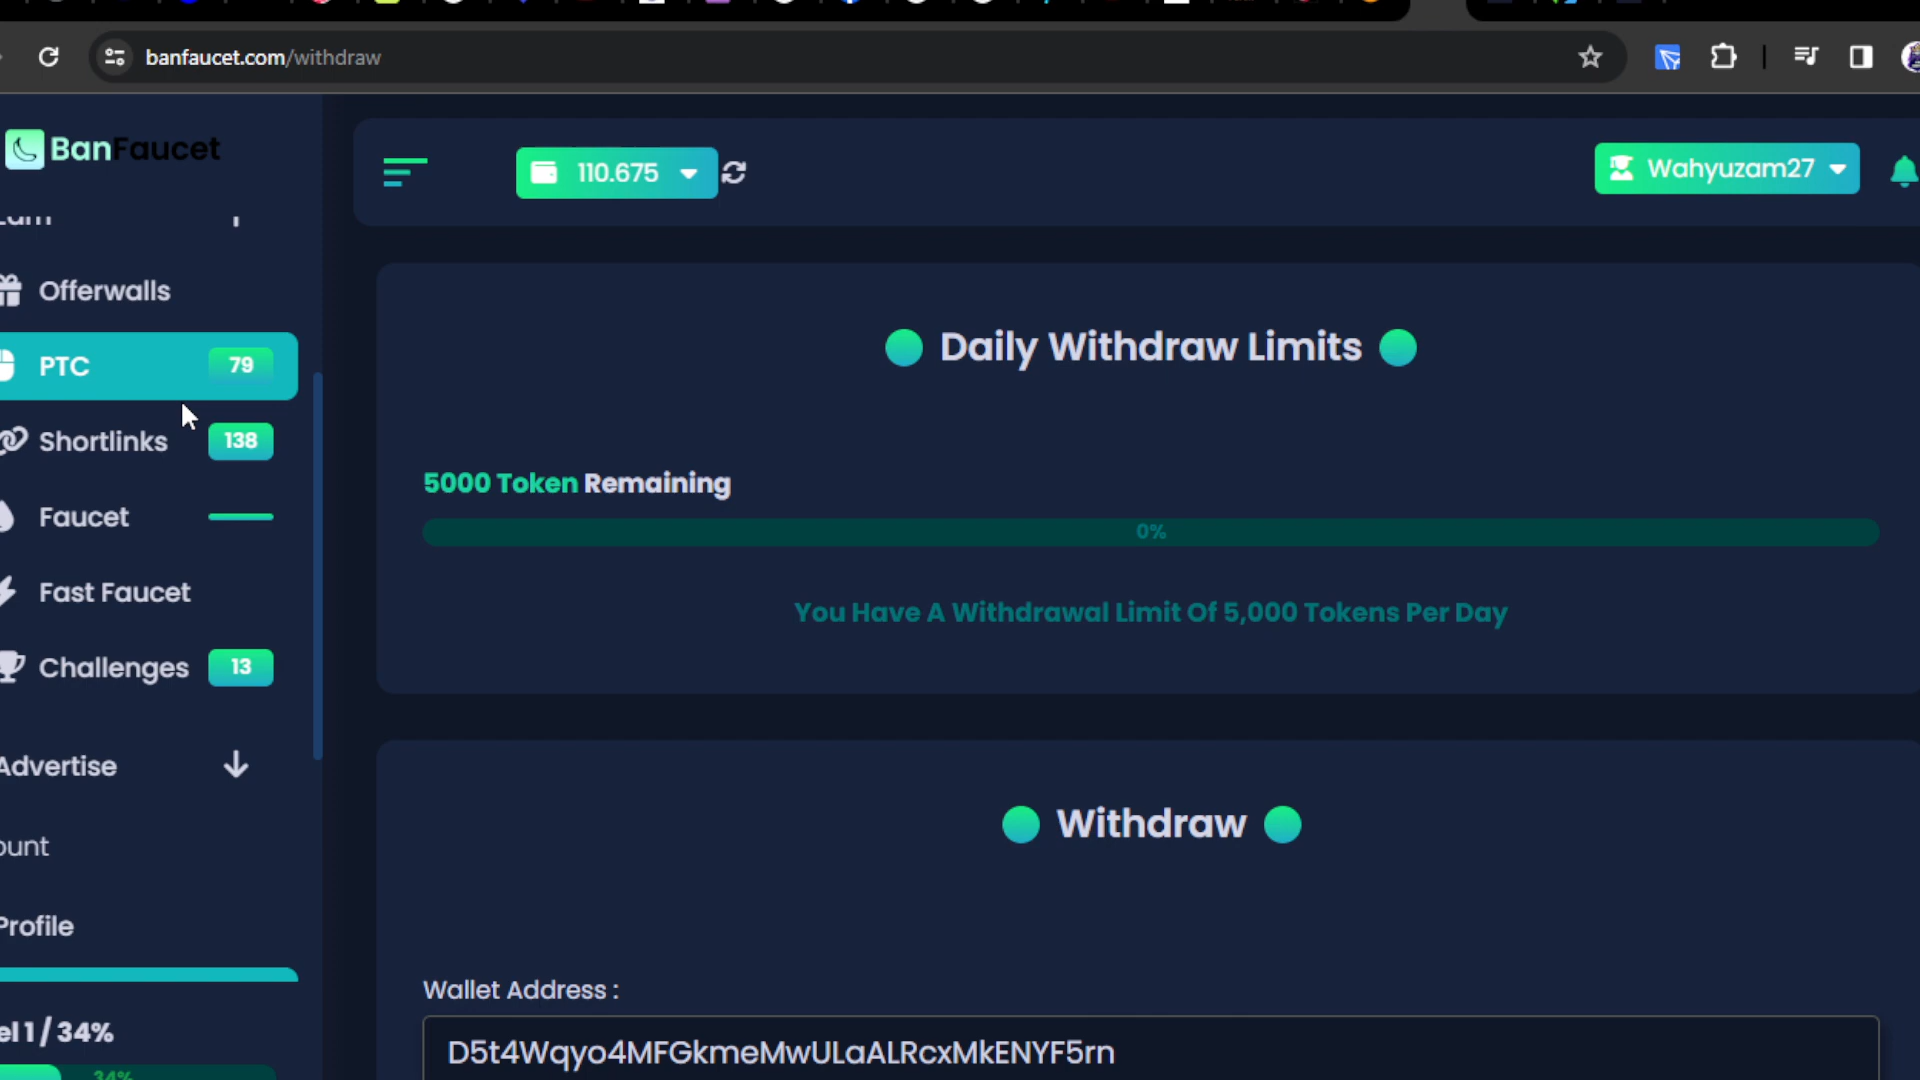 banfaucet.com/withdraw
BanFaucet
110.675
Wahyuzam27
Offerwalls
PTC 79
Shortlinks 138
Faucet
Fast Faucet
Challenges 13
Advertise
Profile
34%
34%
Daily Withdraw Limits
5000 Token Remaining
0%
You Have A Withdrawal Limit Of 5,000 Tokens Per Day
Withdraw
Wallet Address :
D5t4Wqyo4MFGkmeMwULaALRcxMkENYF5rn